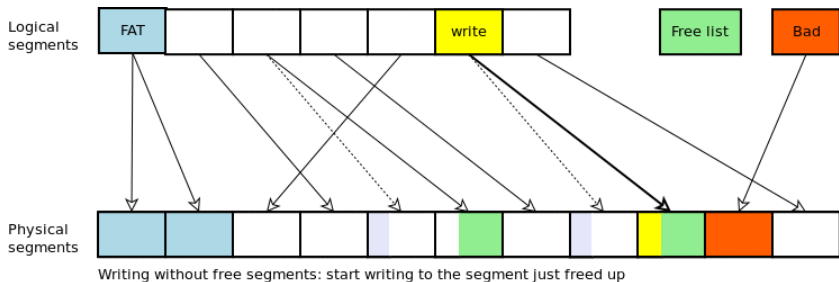 Logical
segments
FAT
write
Free list
Bad
Physical
segments
Writing without free segments: start writing to the segment just freed up